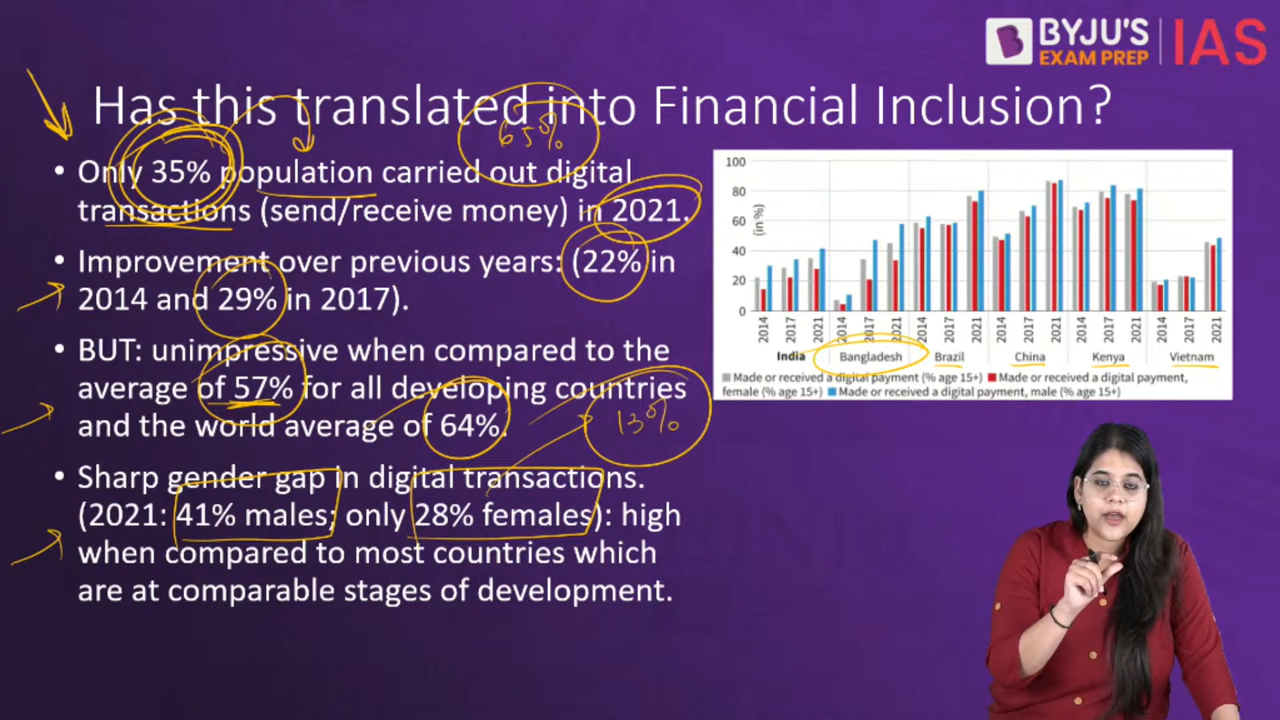 BYJU'S
EXAM PREP
IAS
Has this translated into Financial Inclusion?
65%
• Only 35% population carried out digital
transactions (send/receive money) in 2021.
• Improvement over previous years: (22% in
2014 and 29% in 2017).
• BUT: unimpressive when compared to the
average of 57% for all developing countries
and the world average of 64%.
13%
• Sharp gender gap in digital transactions.
(2021: 41% males; only 28% females): high
when compared to most countries which
are at comparable stages of development.
100
80
60
40
20
0
(in %)
2014 2017 2021 2014 2017 2021 2014 2017 2021 2014 2017 2021 2014 2017 2021 2014 2017 2021
India Bangladesh Brazil China Kenya Vietnam
Made or received a digital payment (% age 15+) Made or received a digital payment,
female (% age 15+) Made or received a digital payment, male (% age 15+)